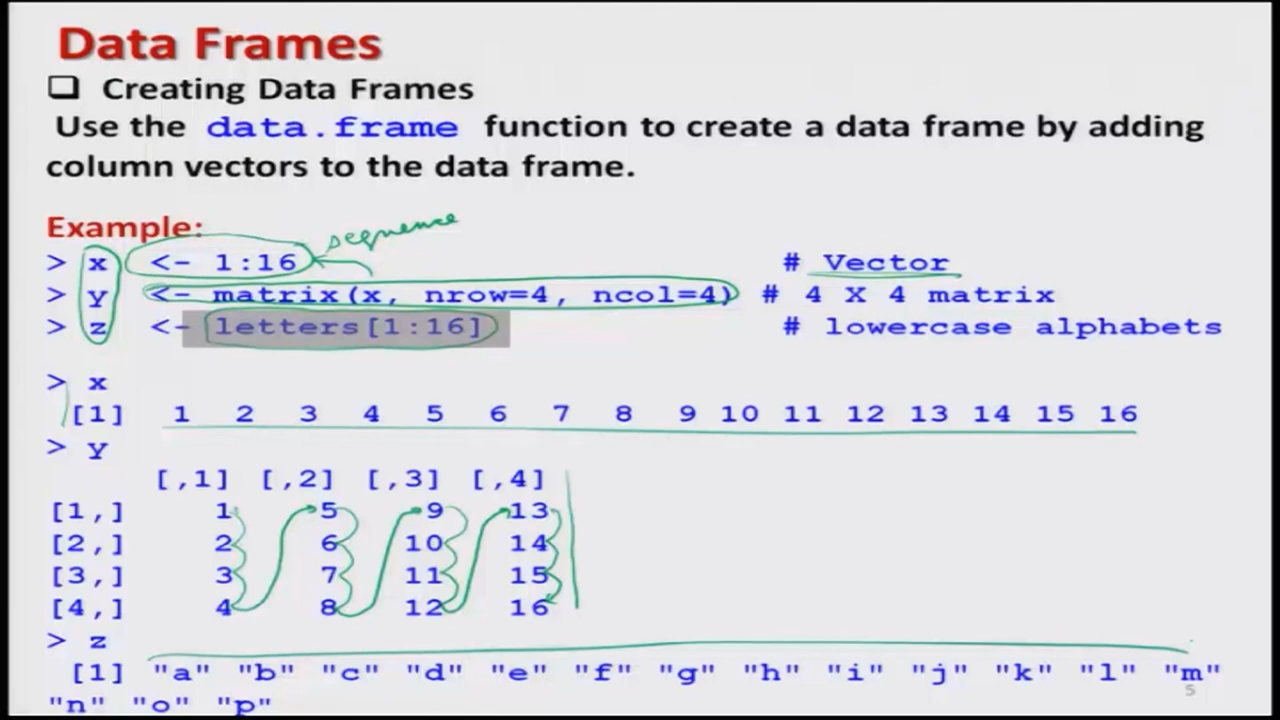 Data Frames
❑ Creating Data Frames
Use the data.frame function to create a data frame by adding
column vectors to the data frame.
Example:
sequence
> x <- 1:16 # Vector
> y <- matrix(x, nrow=4, ncol=4) # 4 X 4 matrix
> z <- letters[1:16] # lowercase alphabets
> x
[1] 1 2 3 4 5 6 7 8 9 10 11 12 13 14 15 16
> y
[,1] [,2] [,3] [,4]
[1,] 1 5 9 13
[2,] 2 6 10 14
[3,] 3 7 11 15
[4,] 4 8 12 16
> z
[1] "a" "b" "c" "d" "e" "f" "g" "h" "i" "j" "k" "l" "m"
"n" "o" "p"
5